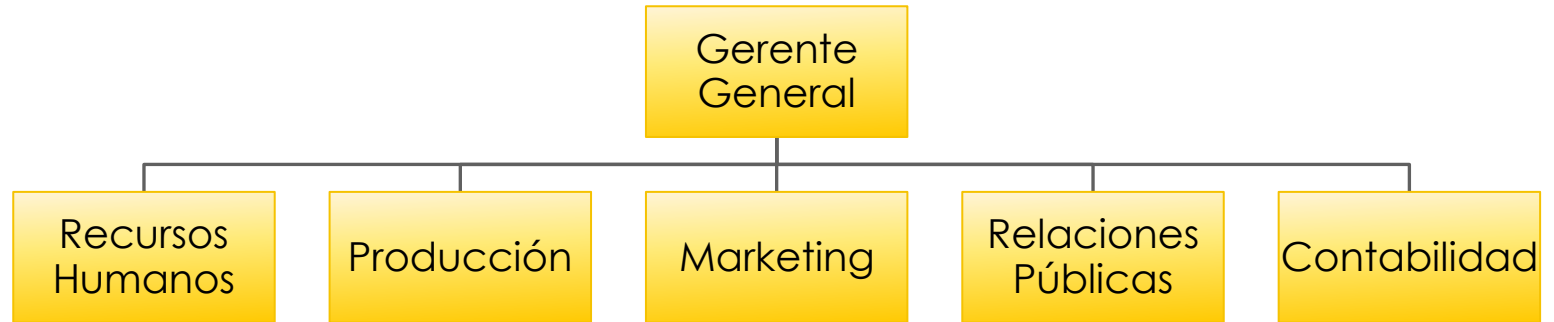 Gerente
General
Recursos
Humanos
Producción
Marketing
Relaciones
Públicas
Contabilidad